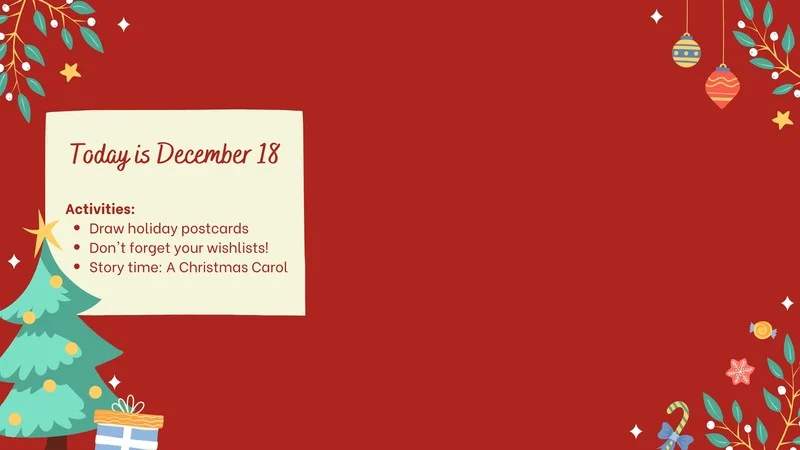 Today is December 18
Activities:
Draw holiday postcards
Don't forget your wishlists!
Story time: A Christmas Carol